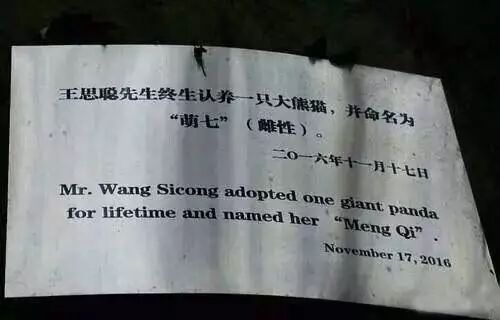 王思聪先生终生认养一只大熊猫，并命名为
“萌七”（雌性）。
二〇一六年十一月十七日
Mr. Wang Sicong adopted one giant panda
for lifetime and named her “Meng Qi”.
November 17, 2016